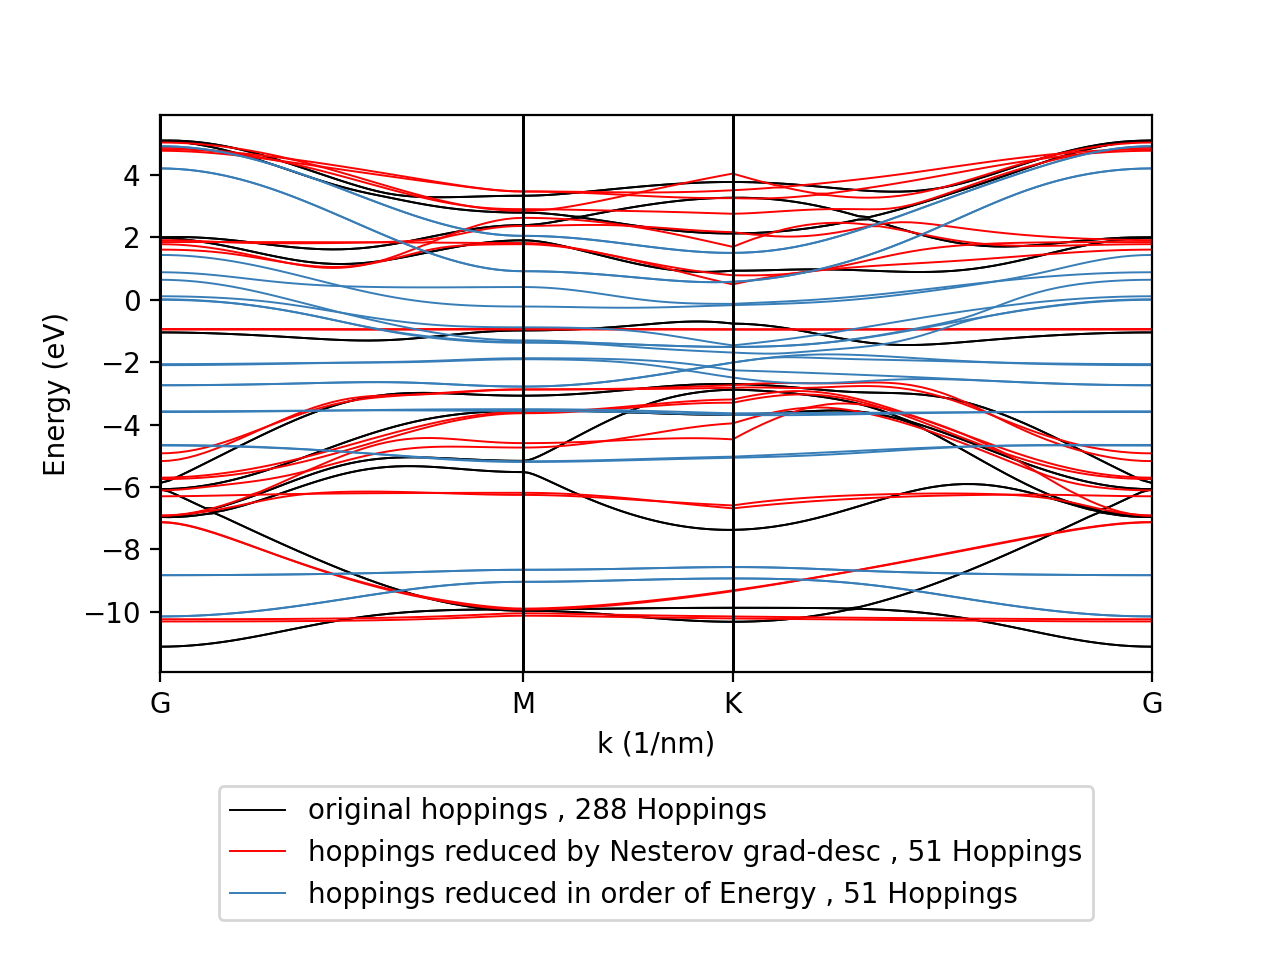 4
2
0
−2
−4
−6
−8
−10
Energy (eV)
G M K G
k (1/nm)
original hoppings , 288 Hoppings
hoppings reduced by Nesterov grad-desc , 51 Hoppings
hoppings reduced in order of Energy , 51 Hoppings